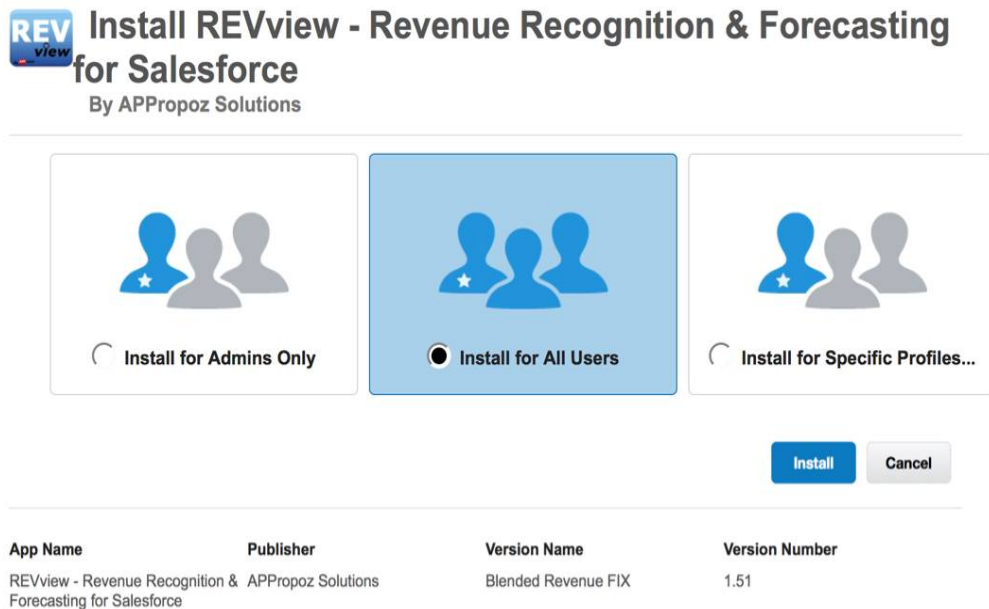 REV
view
Install REVview - Revenue Recognition & Forecasting
for Salesforce
By APPropoz Solutions
Install for Admins Only
Install for All Users
Install for Specific Profiles...
Install Cancel
App Name Publisher Version Name Version Number
REVview - Revenue Recognition & APPropoz Solutions Blended Revenue FIX 1.51
Forecasting for Salesforce